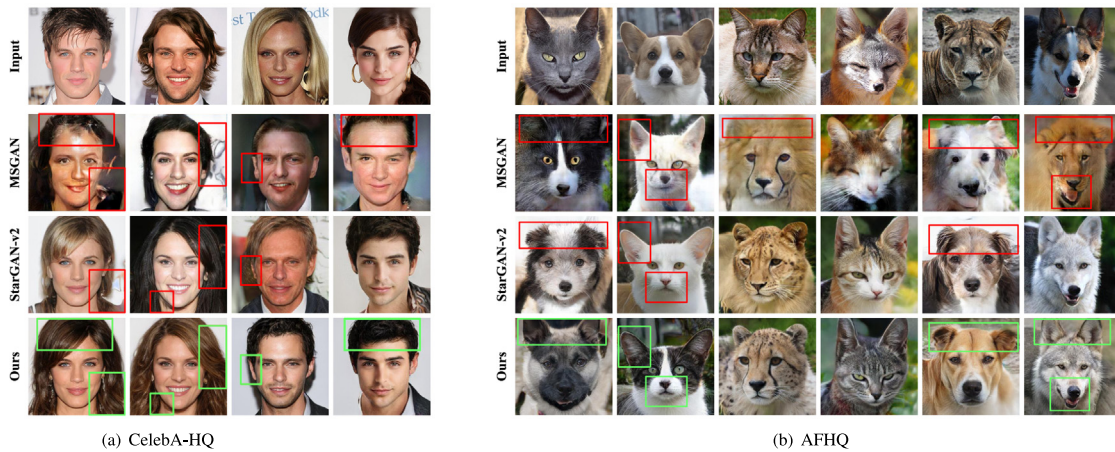 Input
MSGAN
StarGAN-v2
Ours
(a) CelebA-HQ
Input
MSGAN
StarGAN-v2
Ours
(b) AFHQ